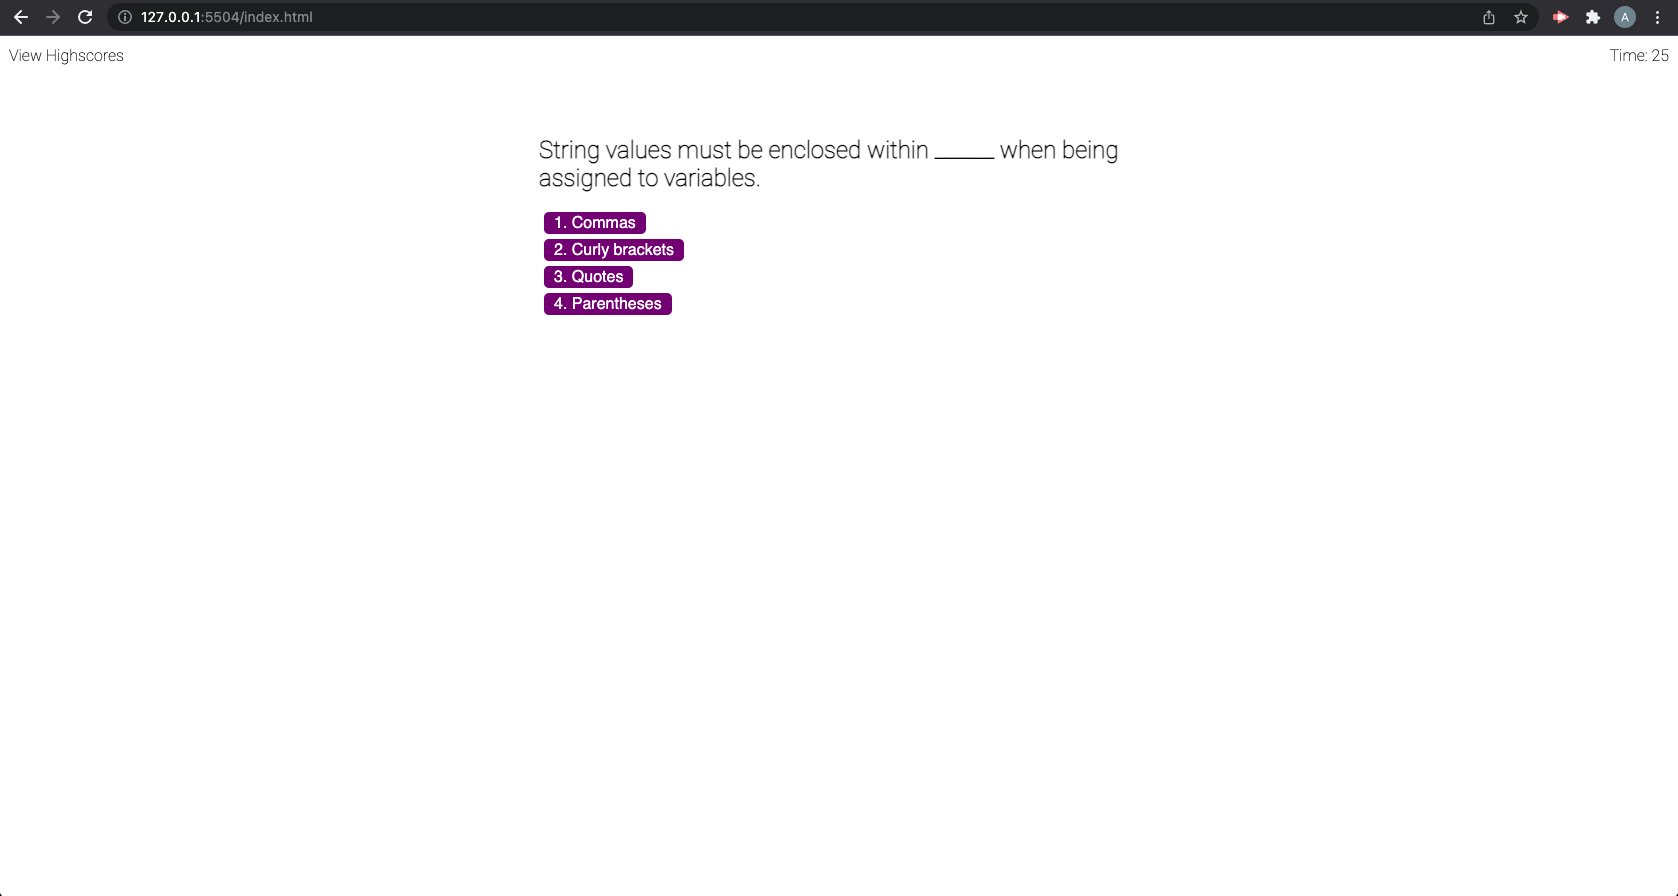 127.0.0.1:5504/index.html
A
View Highscores
Time: 25
String values must be enclosed within ______ when being
assigned to variables.
1. Commas
2. Curly brackets
3. Quotes
4. Parentheses